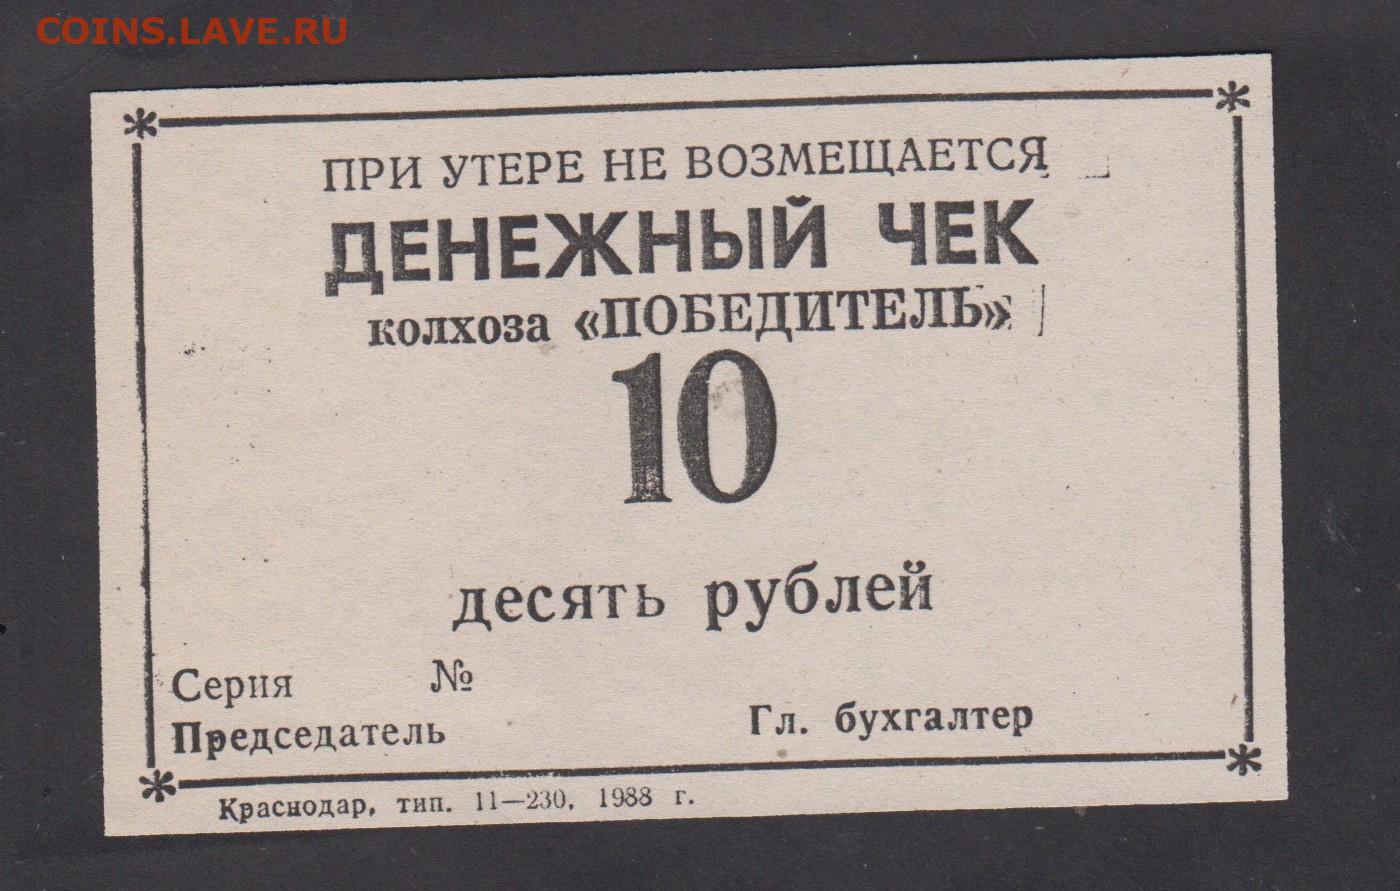 COINS.LAVE.RU
ПРИ УТЕРЕ НЕ ВОЗМЕЩАЕТСЯ
ДЕНЕЖНЫЙ ЧЕК
колхоза «ПОБЕДИТЕЛЬ»
10
десять рублей
Серия №
Председатель Гл. бухгалтер
Краснодар, тип. 11—230, 1988 г.